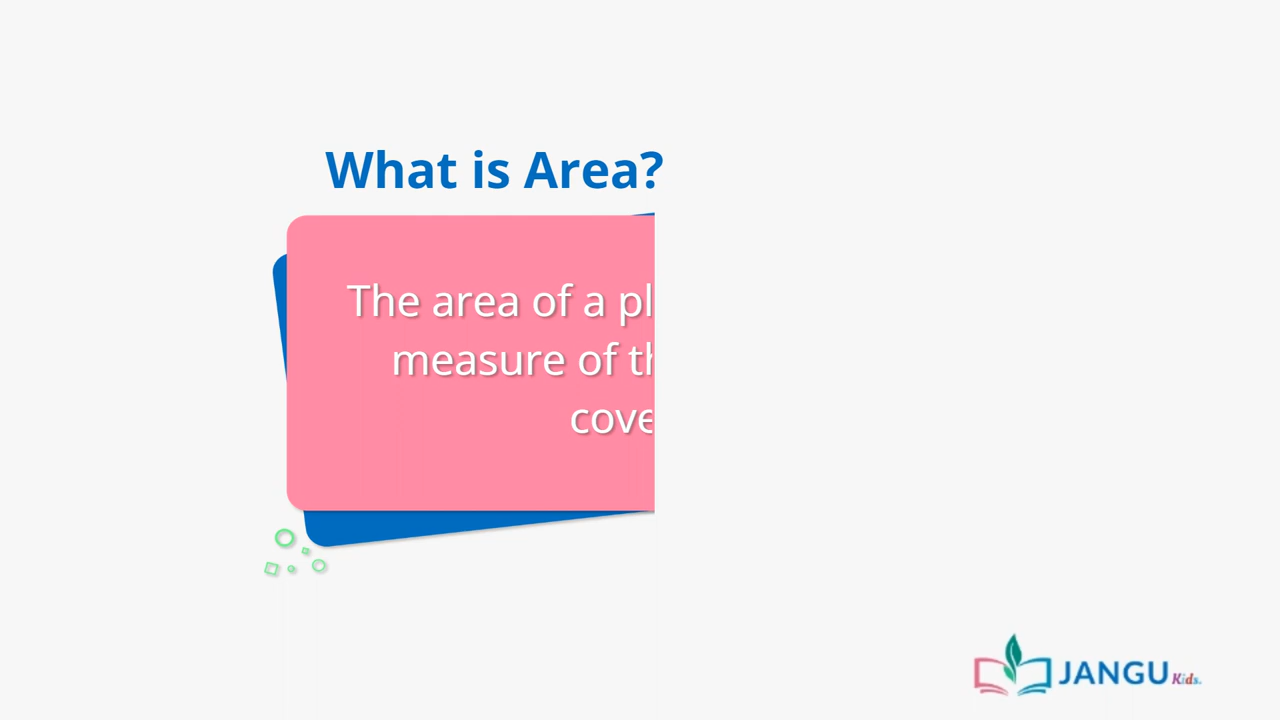 What is Area?
The area of a pl
measure of th
cove
JANGU Kids.